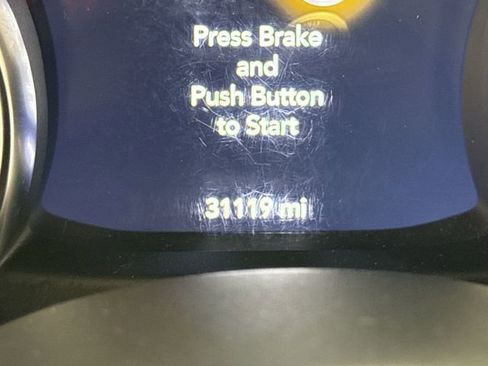 Press Brake
and
Push Button
to Start
31119 mi